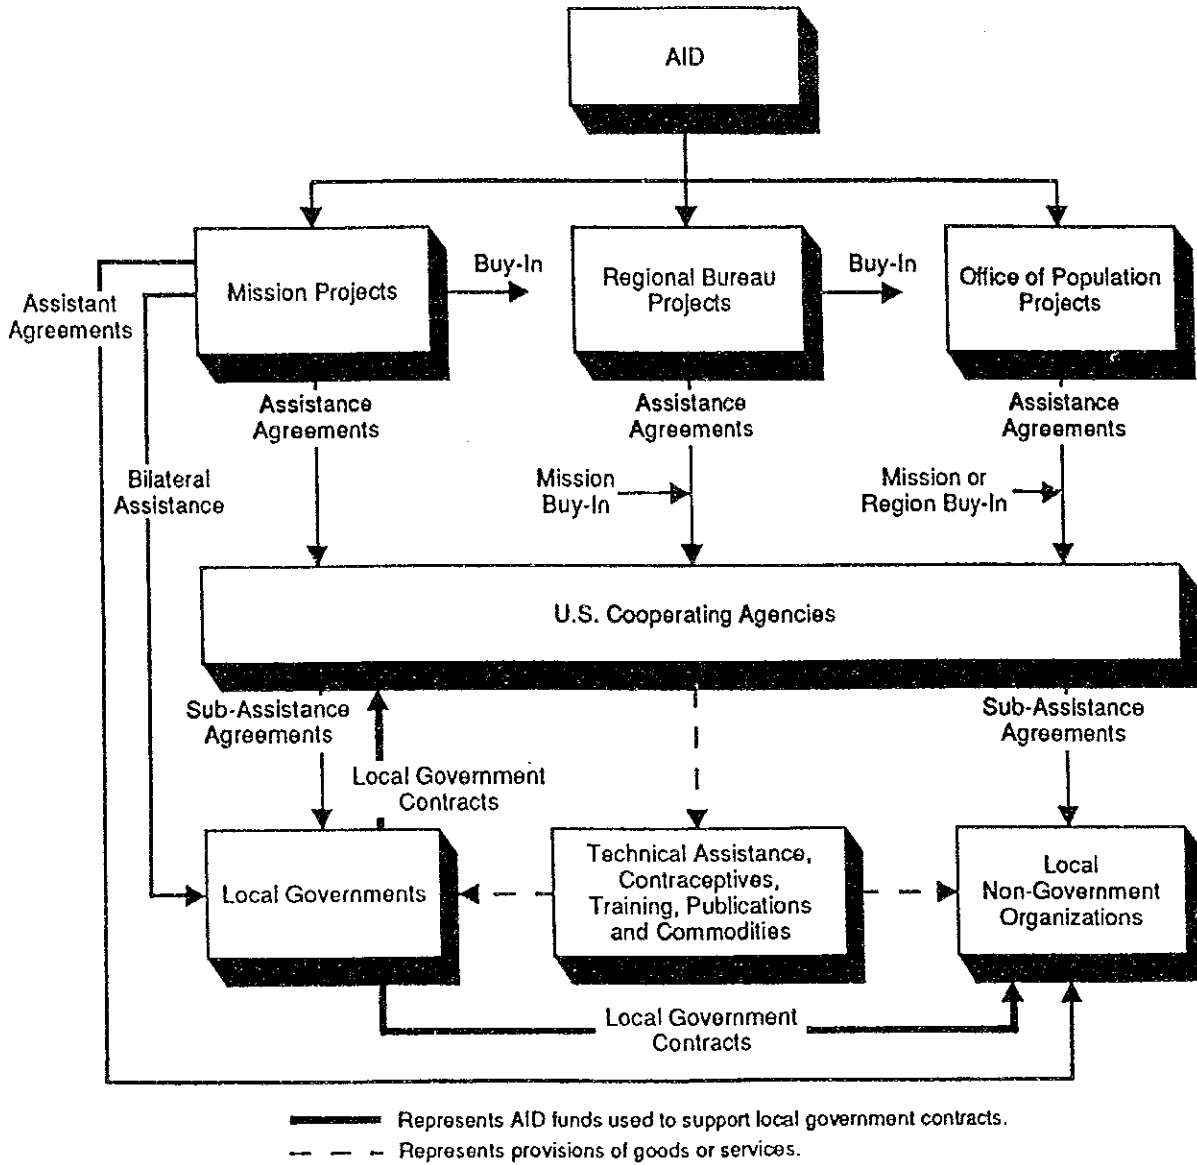 AID
Buy-In
Buy-In
Mission Projects
Regional Bureau
Projects
Office of Population
Projects
Assistant
Agreements
Assistance
Agreements
Assistance
Agreements
Assistance
Agreements
Bilateral
Assistance
Mission
Buy-In
Mission or
Region Buy-In
U.S. Cooperating Agencies
Sub-Assistance
Agreements
Sub-Assistance
Agreements
Local Government
Contracts
Local Governments
Technical Assistance,
Contraceptives,
Training, Publications
and Commodities
Local
Non-Government
Organizations
Local Government
Contracts
Represents AID funds used to support local government contracts.
Represents provisions of goods or services.